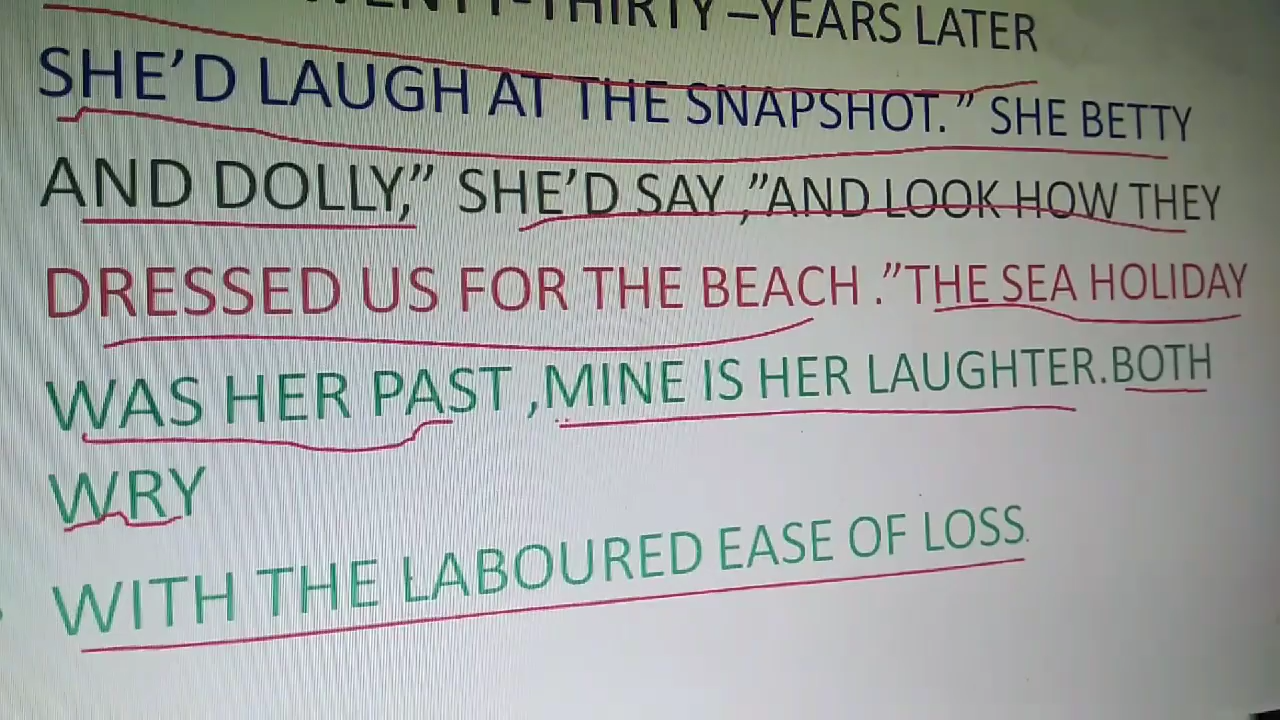 TWENTY-THIRTY –YEARS LATER
SHE’D LAUGH AT THE SNAPSHOT.” SHE BETTY
AND DOLLY,” SHE’D SAY ,”AND LOOK HOW THEY
DRESSED US FOR THE BEACH .”THE SEA HOLIDAY
WAS HER PAST ,MINE IS HER LAUGHTER.BOTH
WRY
WITH THE LABOURED EASE OF LOSS.